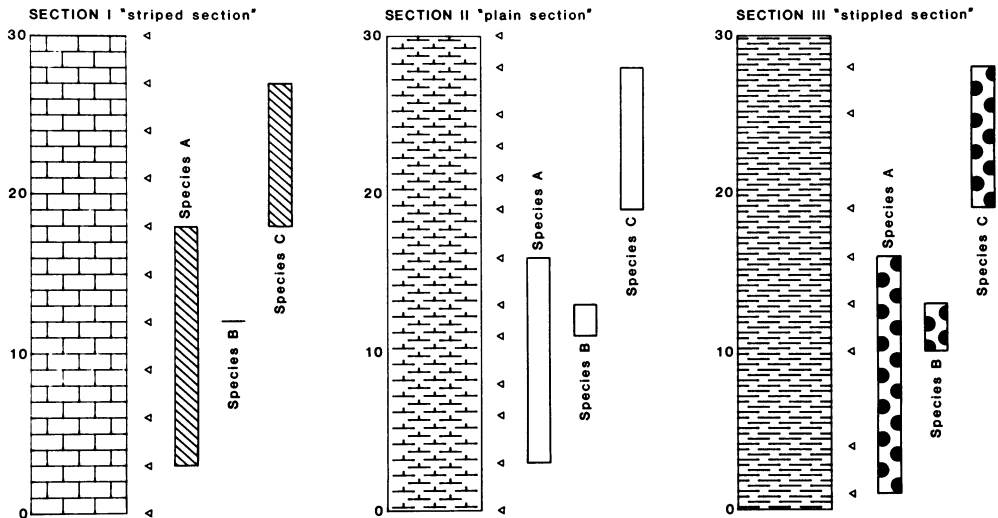 SECTION I "striped section"
30
20
10
0
Species A
Species B
Species C
SECTION II "plain section"
30
20
10
0
Species A
Species B
Species C
SECTION III "stippled section"
30
20
10
0
Species A
Species B
Species C